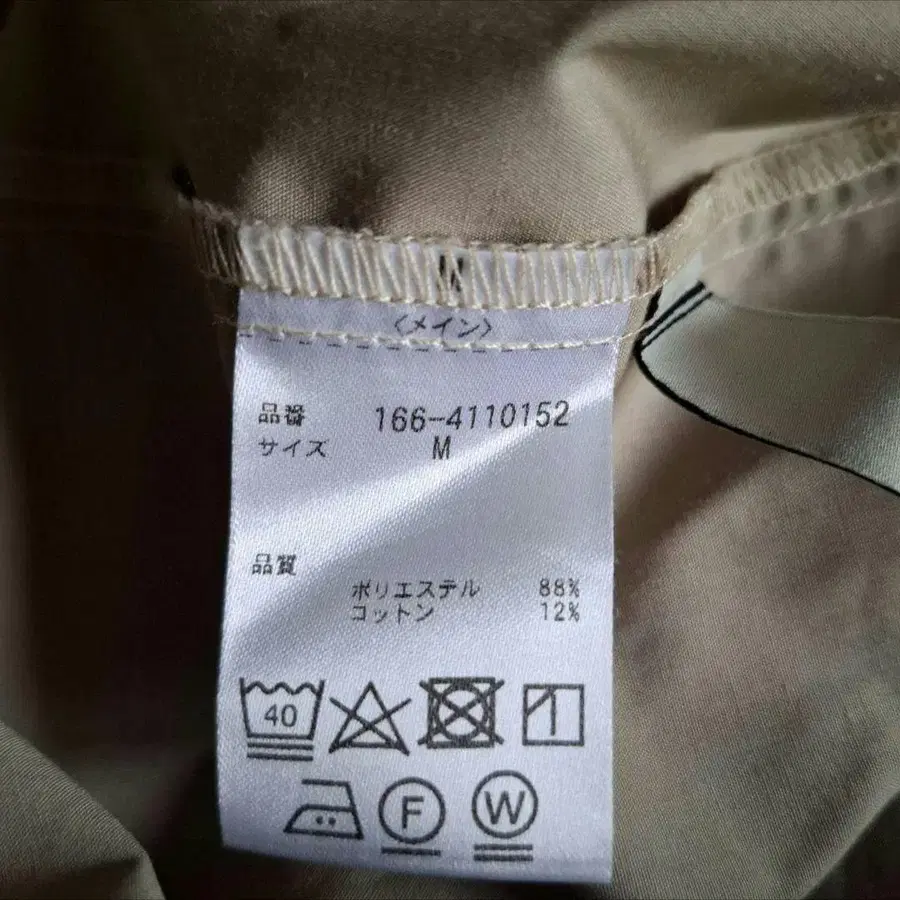 〈メイン〉
品番 166-4110152
サイズ M
品質
ポリエステル 88%
コットン 12%
40
F W